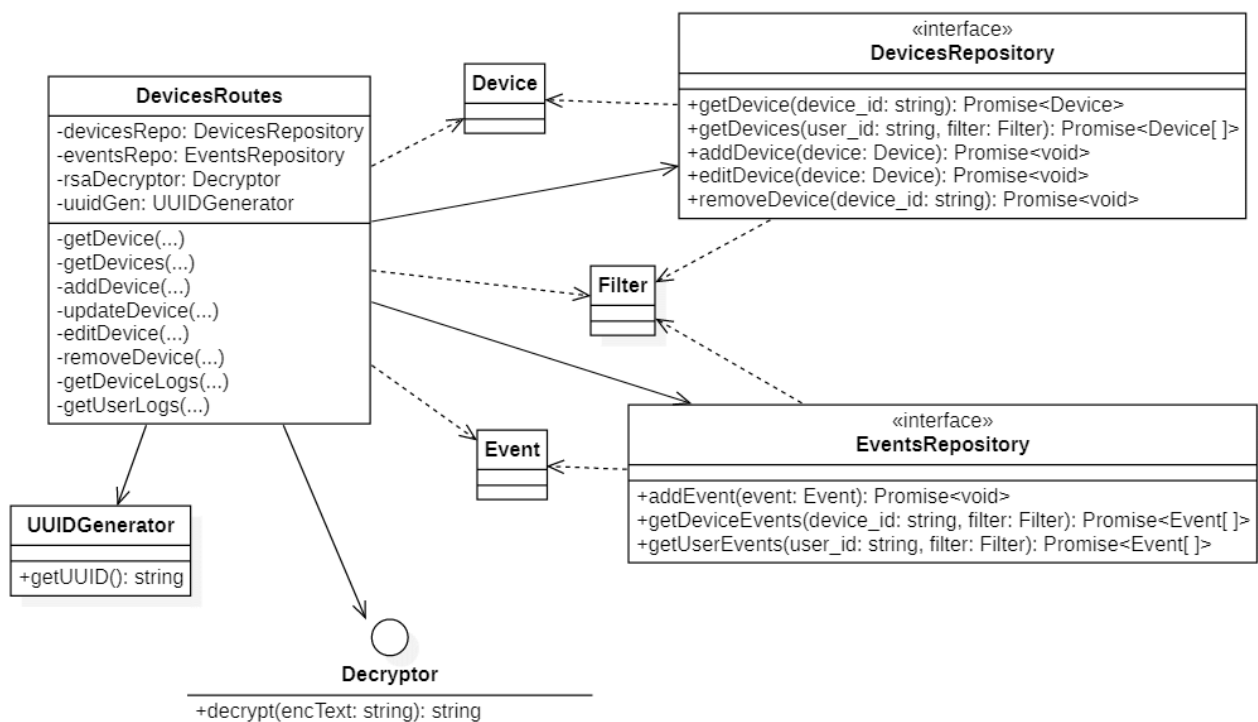 DevicesRoutes
-devicesRepo: DevicesRepository
-eventsRepo: EventsRepository
-rsaDecryptor: Decryptor
-uuidGen: UUIDGenerator
-getDevice(...)
-getDevices(...)
-addDevice(...)
-updateDevice(...)
-editDevice(...)
-removeDevice(...)
-getDeviceLogs(...)
-getUserLogs(...)
Device
«interface»
DevicesRepository
+getDevice(device_id: string): Promise<Device>
+getDevices(user_id: string, filter: Filter): Promise<Device[ ]>
+addDevice(device: Device): Promise<void>
+editDevice(device: Device): Promise<void>
+removeDevice(device_id: string): Promise<void>
Filter
Event
«interface»
EventsRepository
+addEvent(event: Event): Promise<void>
+getDeviceEvents(device_id: string, filter: Filter): Promise<Event[ ]>
+getUserEvents(user_id: string, filter: Filter): Promise<Event[ ]>
UUIDGenerator
+getUUID(): string
Decryptor
+decrypt(encText: string): string